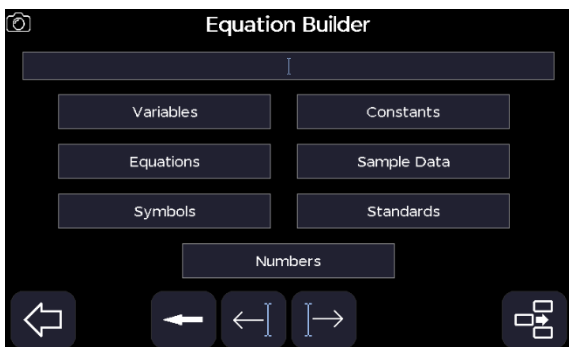 Equation Builder
Variables
Constants
Equations
Sample Data
Symbols
Standards
Numbers